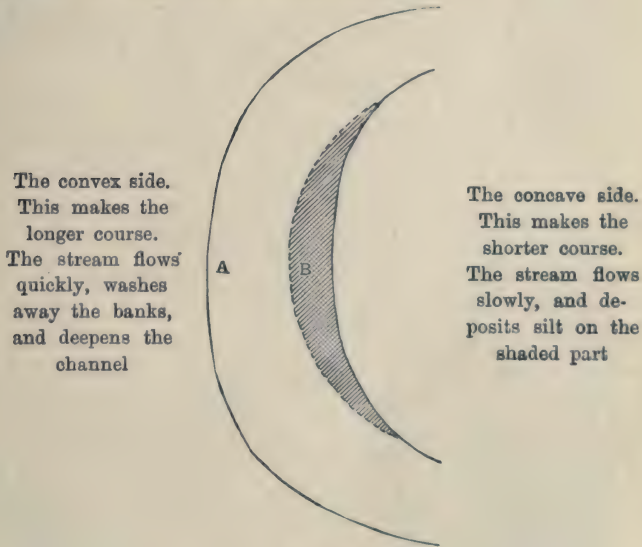 The convex side.
This makes the
longer course.
The stream flows
quickly, washes
away the banks,
and deepens the
channel
A
B
The concave side.
This makes the
shorter course.
The stream flows
slowly, and de-
posits silt on the
shaded part